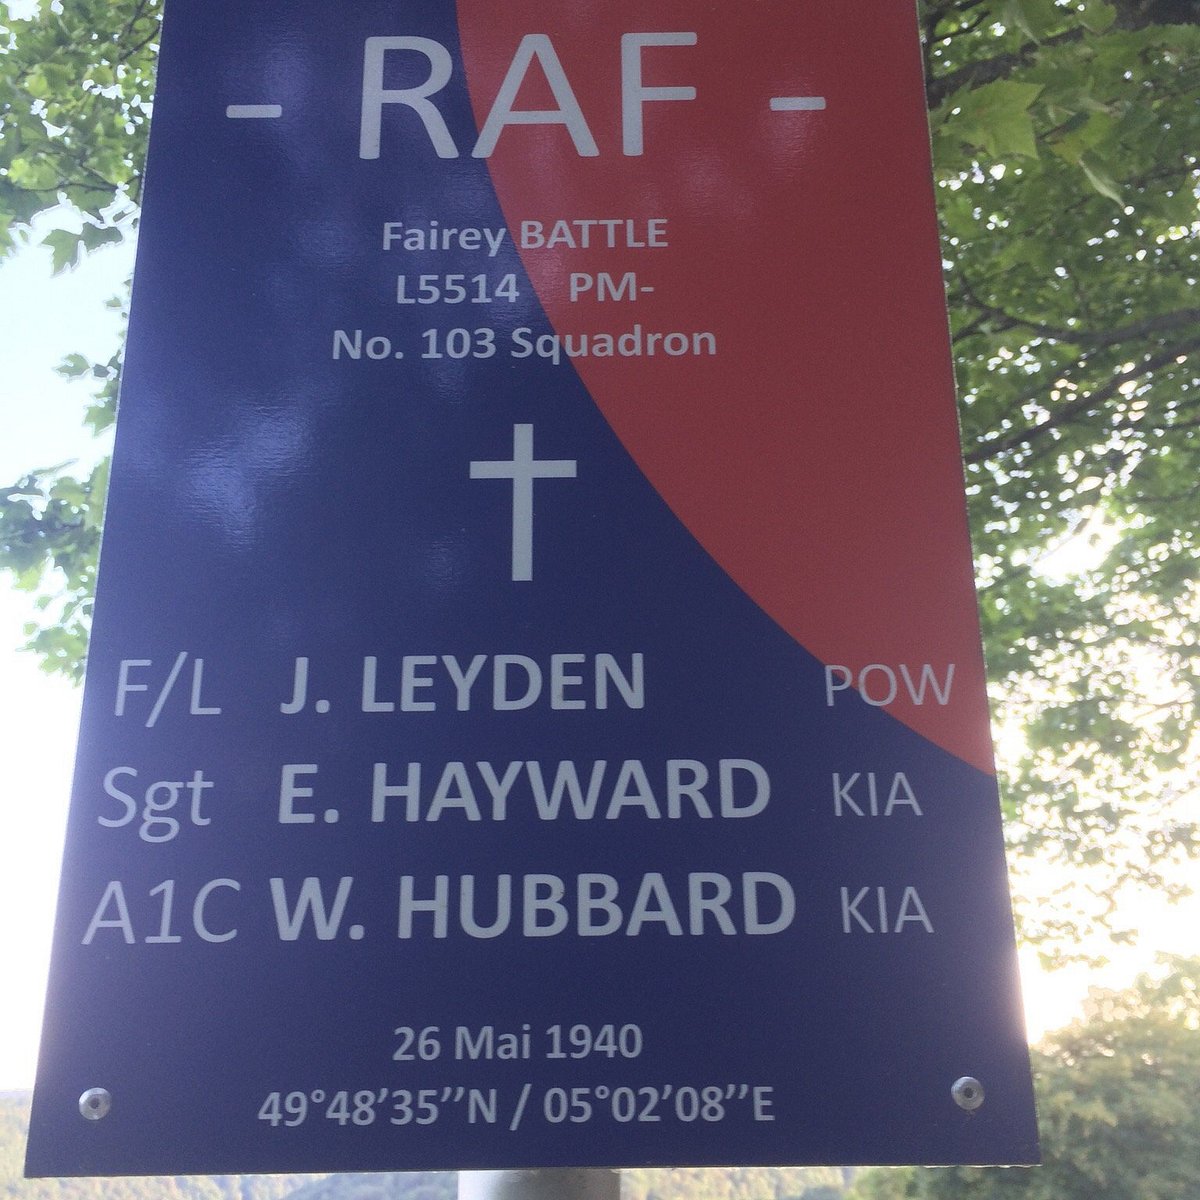 - RAF -
Fairey BATTLE
L5514 PM-
No. 103 Squadron
F/L J. LEYDEN POW
Sgt E. HAYWARD KIA
A1C W. HUBBARD KIA
26 Mai 1940
49°48’35’’N / 05°02’08’’E